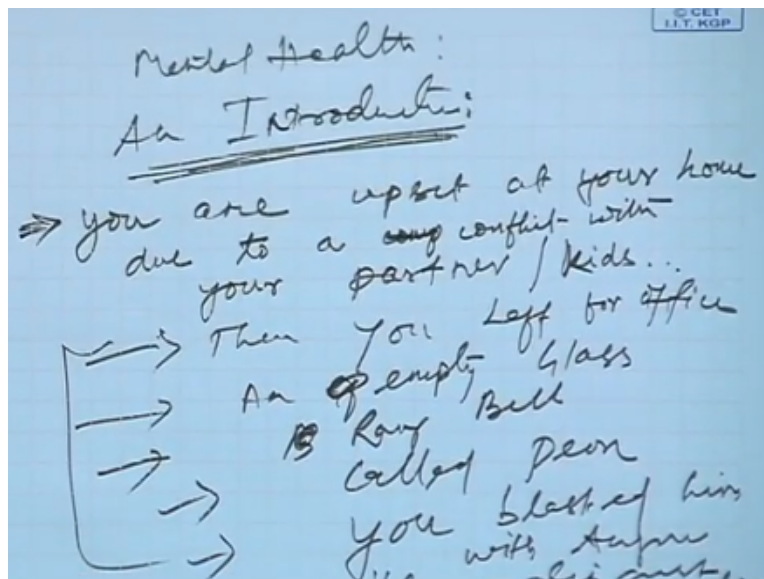 © CET
I.I.T. KGP
Mental Health:
An Introduction:
⇒ you are upset at your home
due to a conflict with
your partner / kids...
→ Then you Left for office
→ An empty Glass
→ Rang Bell
→ Called Peon
→ you blasted him
with